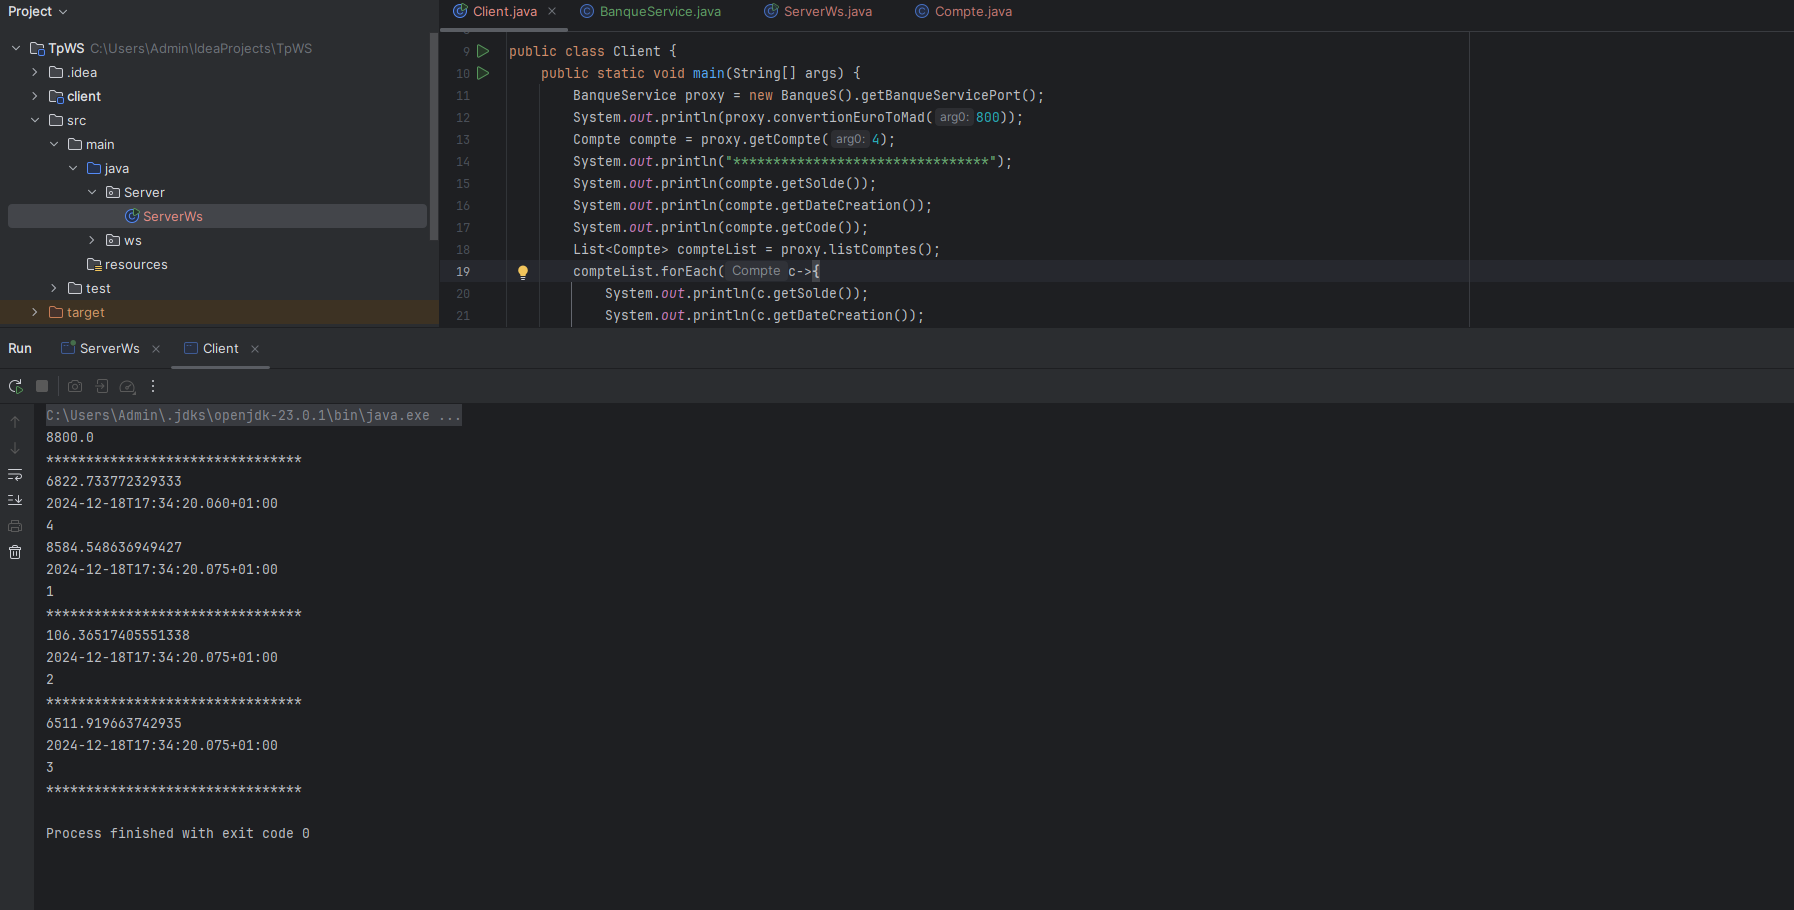 Project
TpWS C:\Users\Admin\IdeaProjects\TpWS
.idea
client
src
main
java
Server
ServerWs
ws
resources
test
target
Client.java
BanqueService.java
ServerWs.java
Compte.java
9 public class Client {
10 public static void main(String[] args) {
11 BanqueService proxy = new BanqueS().getBanqueServicePort();
12 System.out.println(proxy.convertionEuroToMad( arg0: 800));
13 Compte compte = proxy.getCompte( arg0: 4);
14 System.out.println("********************************");
15 System.out.println(compte.getSolde());
16 System.out.println(compte.getDateCreation());
17 System.out.println(compte.getCode());
18 List<Compte> compteList = proxy.listComptes();
19 compteList.forEach( Compte c->{
20 System.out.println(c.getSolde());
21 System.out.println(c.getDateCreation());
Run
ServerWs
Client
C:\Users\Admin\.jdks\openjdk-23.0.1\bin\java.exe ...
8800.0
********************************
6822.733772329333
2024-12-18T17:34:20.060+01:00
4
8584.548636949427
2024-12-18T17:34:20.075+01:00
1
********************************
106.36517405551338
2024-12-18T17:34:20.075+01:00
2
********************************
6511.919663742935
2024-12-18T17:34:20.075+01:00
3
********************************
Process finished with exit code 0